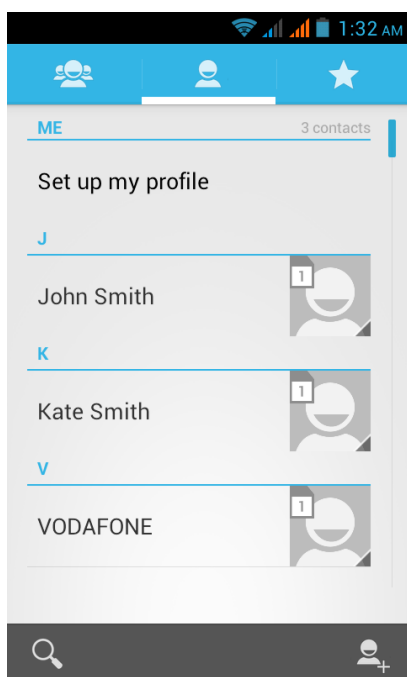 1:32 AM
ME 3 contacts
Set up my profile
J
John Smith
1
K
Kate Smith
1
V
VODAFONE
1